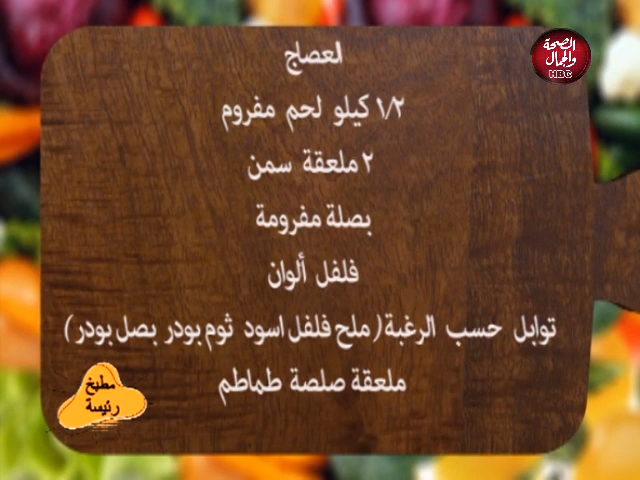 الصحة
والجمال
HBG
العصاج
١/٢ كيلو لحم مفروم
٢ ملعقة سمن
بصلة مفرومة
فلفل ألوان
توابل حسب الرغبة ( ملح فلفل اسود ثوم بودر بصل بودر )
ملعقة صلصة طماطم
مطبخ
رئيسة